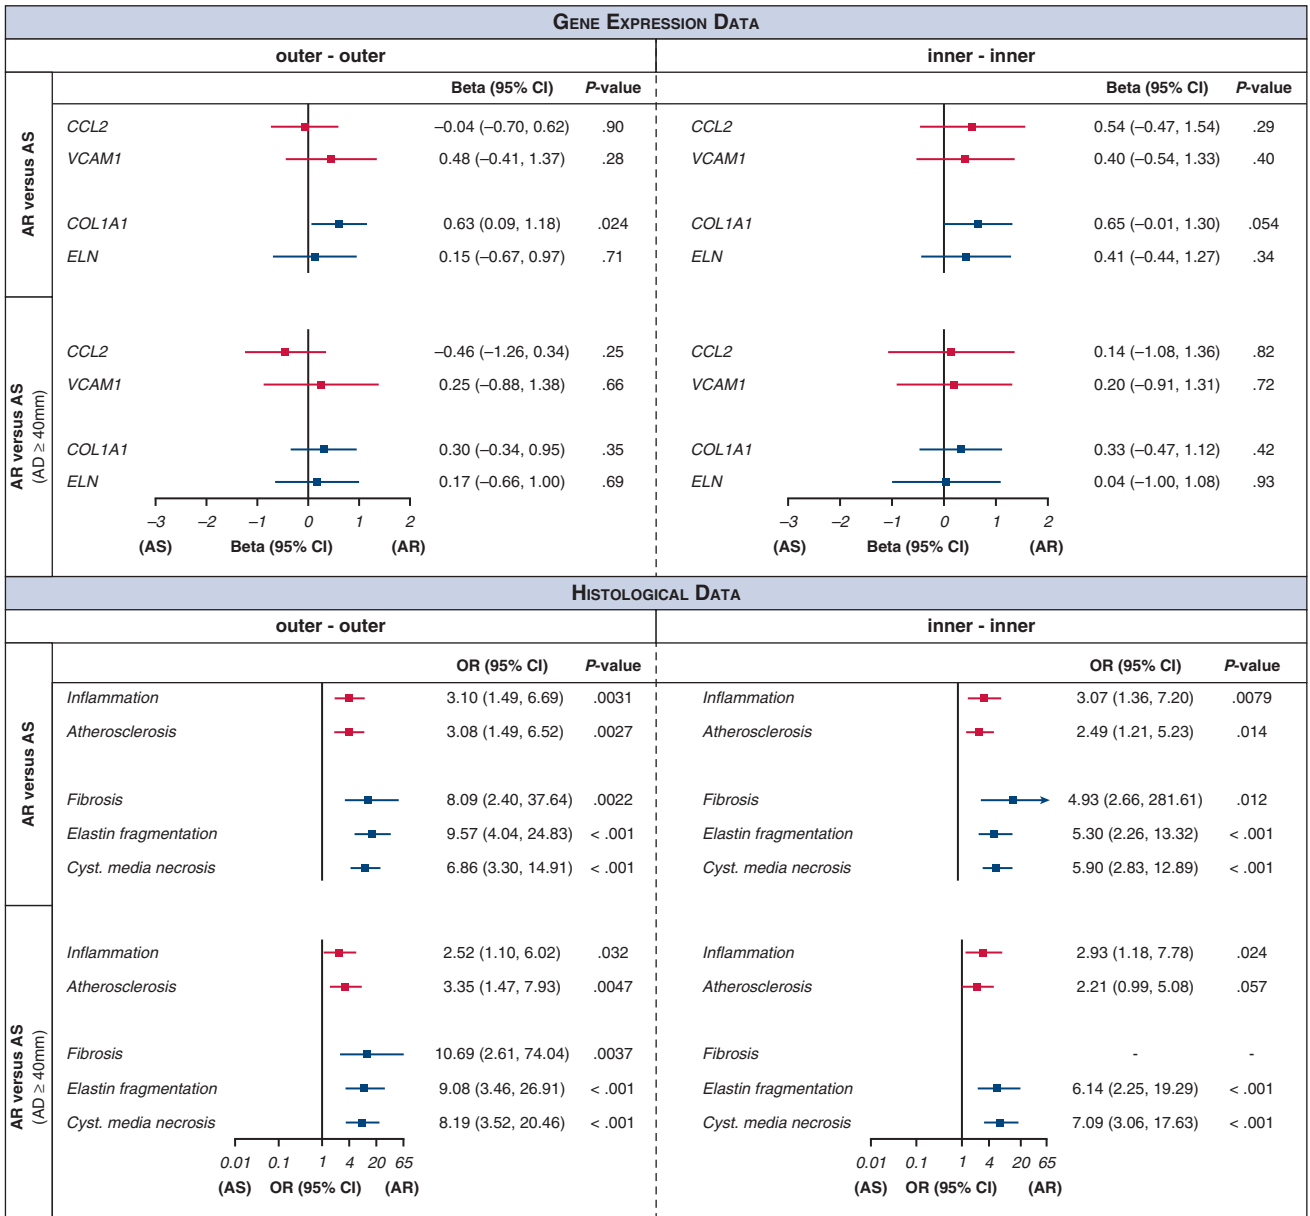 GENE EXPRESSION DATA
outer - outer
inner - inner
AR versus AS
Beta (95% CI) P-value
CCL2 –0.04 (–0.70, 0.62) .90
VCAM1 0.48 (–0.41, 1.37) .28
COL1A1 0.63 (0.09, 1.18) .024
ELN 0.15 (–0.67, 0.97) .71
Beta (95% CI) P-value
CCL2 0.54 (–0.47, 1.54) .29
VCAM1 0.40 (–0.54, 1.33) .40
COL1A1 0.65 (–0.01, 1.30) .054
ELN 0.41 (–0.44, 1.27) .34
AR versus AS
(AD ≥ 40mm)
CCL2 –0.46 (–1.26, 0.34) .25
VCAM1 0.25 (–0.88, 1.38) .66
COL1A1 0.30 (–0.34, 0.95) .35
ELN 0.17 (–0.66, 1.00) .69
–3 –2 –1 0 1 2
(AS) Beta (95% CI) (AR)
CCL2 0.14 (–1.08, 1.36) .82
VCAM1 0.20 (–0.91, 1.31) .72
COL1A1 0.33 (–0.47, 1.12) .42
ELN 0.04 (–1.00, 1.08) .93
–3 –2 –1 0 1 2
(AS) Beta (95% CI) (AR)
HISTOLOGICAL DATA
outer - outer
inner - inner
AR versus AS
OR (95% CI) P-value
Inflammation 3.10 (1.49, 6.69) .0031
Atherosclerosis 3.08 (1.49, 6.52) .0027
Fibrosis 8.09 (2.40, 37.64) .0022
Elastin fragmentation 9.57 (4.04, 24.83) < .001
Cyst. media necrosis 6.86 (3.30, 14.91) < .001
OR (95% CI) P-value
Inflammation 3.07 (1.36, 7.20) .0079
Atherosclerosis 2.49 (1.21, 5.23) .014
Fibrosis 4.93 (2.66, 281.61) .012
Elastin fragmentation 5.30 (2.26, 13.32) < .001
Cyst. media necrosis 5.90 (2.83, 12.89) < .001
AR versus AS
(AD ≥ 40mm)
Inflammation 2.52 (1.10, 6.02) .032
Atherosclerosis 3.35 (1.47, 7.93) .0047
Fibrosis 10.69 (2.61, 74.04) .0037
Elastin fragmentation 9.08 (3.46, 26.91) < .001
Cyst. media necrosis 8.19 (3.52, 20.46) < .001
0.01 0.1 1 4 20 65
(AS) OR (95% CI) (AR)
Inflammation 2.93 (1.18, 7.78) .024
Atherosclerosis 2.21 (0.99, 5.08) .057
Fibrosis - -
Elastin fragmentation 6.14 (2.25, 19.29) < .001
Cyst. media necrosis 7.09 (3.06, 17.63) < .001
0.01 0.1 1 4 20 65
(AS) OR (95% CI) (AR)